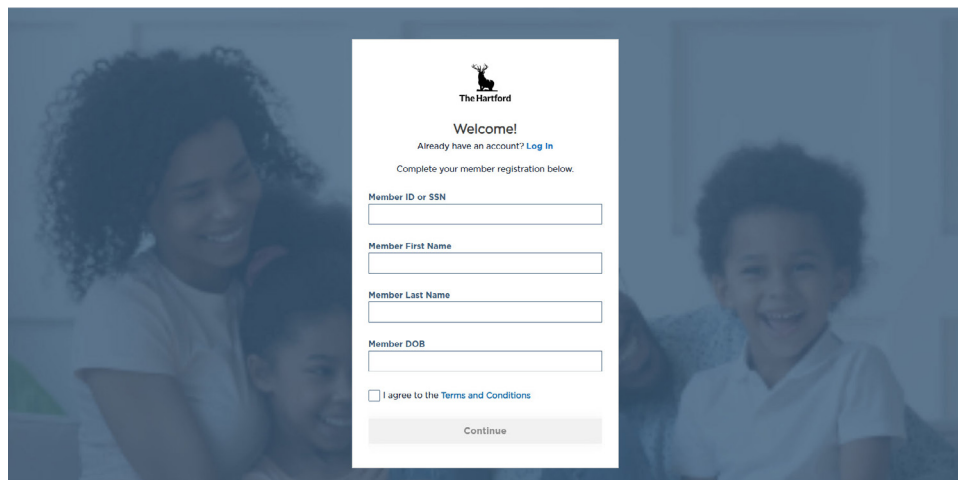 The Hartford
Welcome!
Already have an account? Log In
Complete your member registration below.
Member ID or SSN
Member First Name
Member Last Name
Member DOB
I agree to the Terms and Conditions
Continue